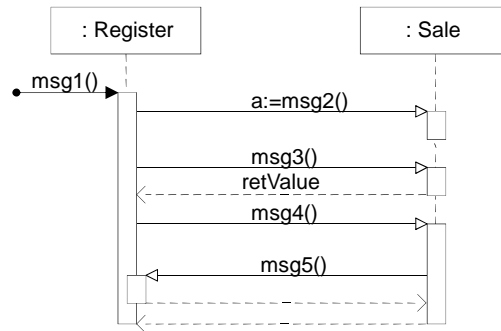 : Register
: Sale
msg1()
a:=msg2()
msg3()
retValue
msg4()
msg5()